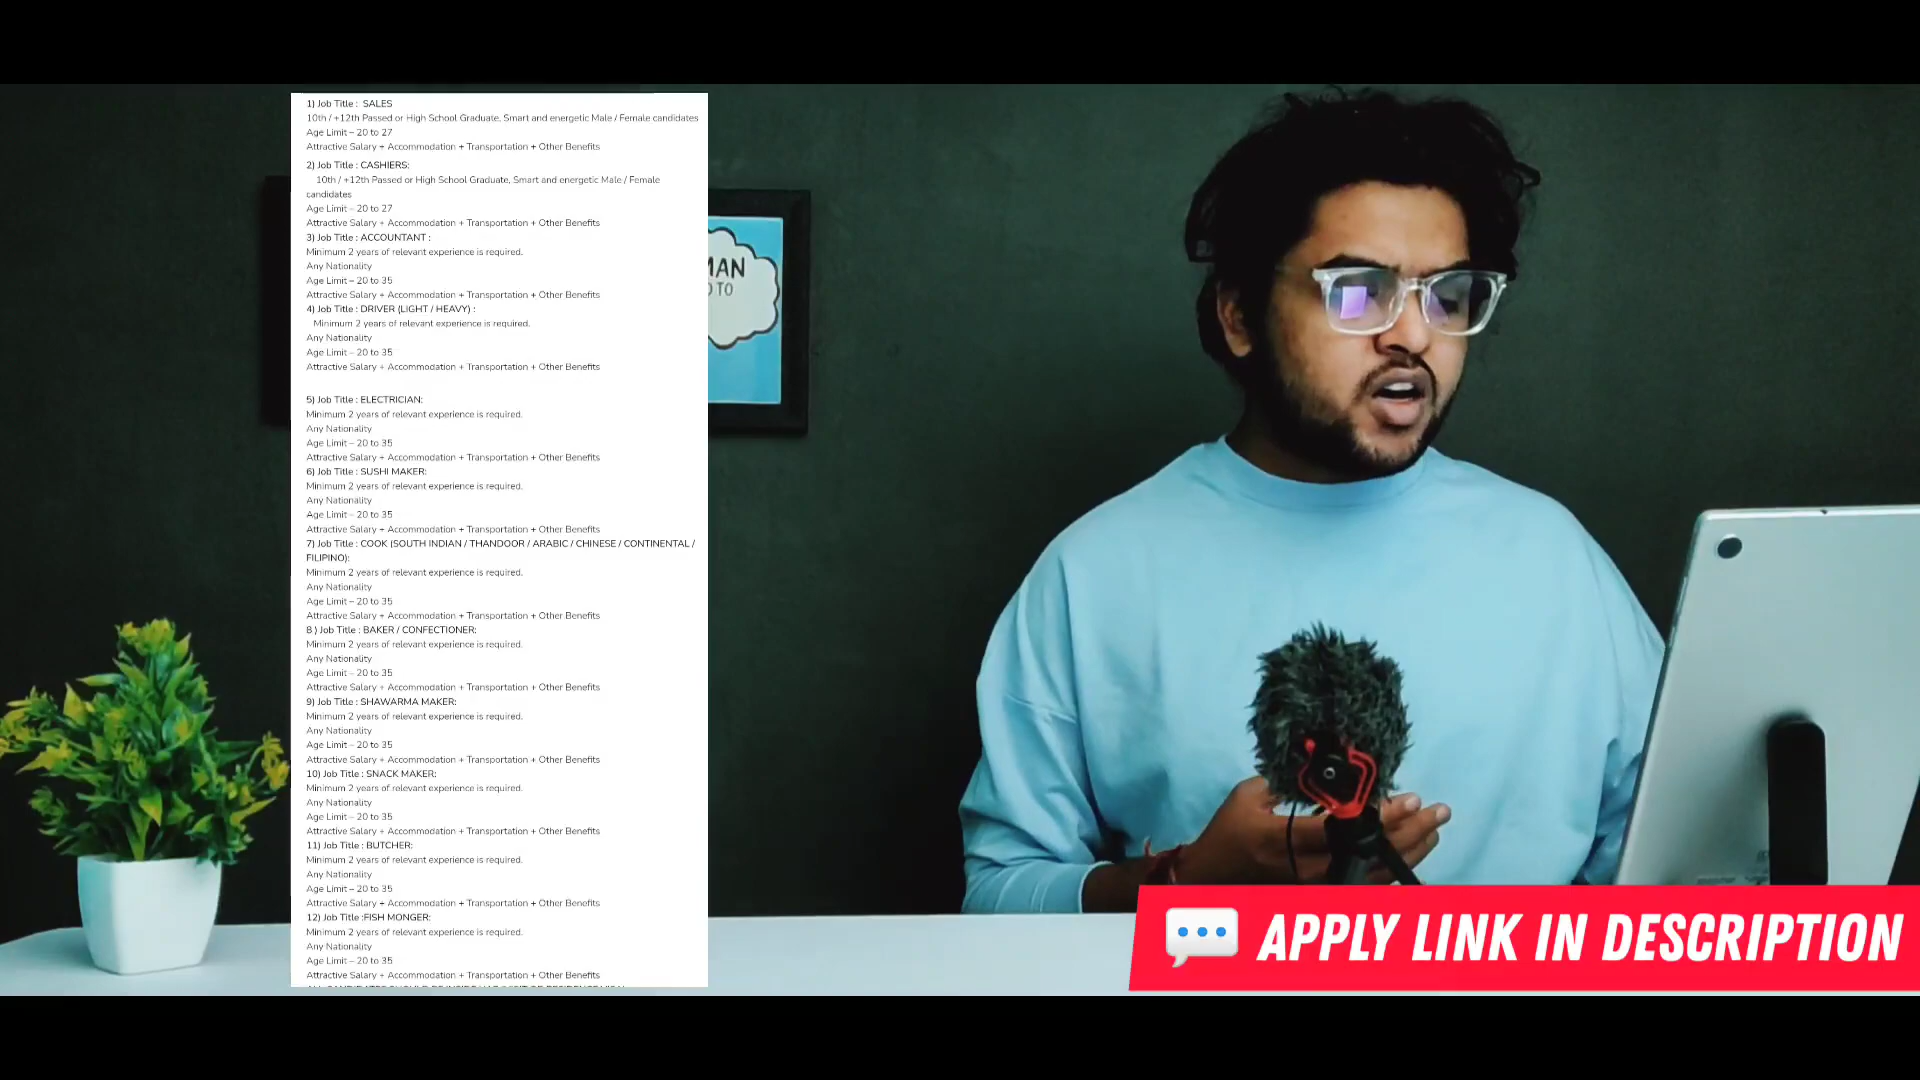 1) Job Title : SALES
10th / +12th Passed or High School Graduate, Smart and energetic Male / Female candidates
Age Limit – 20 to 27
Attractive Salary + Accommodation + Transportation + Other Benefits
2) Job Title : CASHIERS:
10th / +12th Passed or High School Graduate, Smart and energetic Male / Female
candidates
Age Limit – 20 to 27
Attractive Salary + Accommodation + Transportation + Other Benefits
3) Job Title : ACCOUNTANT :
Minimum 2 years of relevant experience is required.
Any Nationality
Age Limit – 20 to 35
Attractive Salary + Accommodation + Transportation + Other Benefits
4) Job Title : DRIVER (LIGHT / HEAVY) :
Minimum 2 years of relevant experience is required.
Any Nationality
Age Limit – 20 to 35
Attractive Salary + Accommodation + Transportation + Other Benefits
5) Job Title : ELECTRICIAN:
Minimum 2 years of relevant experience is required.
Any Nationality
Age Limit – 20 to 35
Attractive Salary + Accommodation + Transportation + Other Benefits
6) Job Title : SUSHI MAKER:
Minimum 2 years of relevant experience is required.
Any Nationality
Age Limit – 20 to 35
Attractive Salary + Accommodation + Transportation + Other Benefits
7) Job Title : COOK (SOUTH INDIAN / THANDOOR / ARABIC / CHINESE / CONTINENTAL /
FILIPINO):
Minimum 2 years of relevant experience is required.
Any Nationality
Age Limit – 20 to 35
Attractive Salary + Accommodation + Transportation + Other Benefits
8 ) Job Title : BAKER / CONFECTIONER:
Minimum 2 years of relevant experience is required.
Any Nationality
Age Limit – 20 to 35
Attractive Salary + Accommodation + Transportation + Other Benefits
9) Job Title : SHAWARMA MAKER:
Minimum 2 years of relevant experience is required.
Any Nationality
Age Limit – 20 to 35
Attractive Salary + Accommodation + Transportation + Other Benefits
10) Job Title : SNACK MAKER:
Minimum 2 years of relevant experience is required.
Any Nationality
Age Limit – 20 to 35
Attractive Salary + Accommodation + Transportation + Other Benefits
11) Job Title : BUTCHER:
Minimum 2 years of relevant experience is required.
Any Nationality
Age Limit – 20 to 35
Attractive Salary + Accommodation + Transportation + Other Benefits
12) Job Title :FISH MONGER:
Minimum 2 years of relevant experience is required.
Any Nationality
Age Limit – 20 to 35
Attractive Salary + Accommodation + Transportation + Other Benefits
MAN
TO
APPLY LINK IN DESCRIPTION